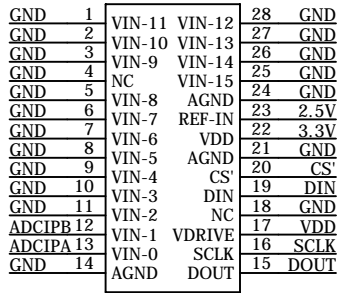 GND 1 VIN-11 VIN-12 28 GND
GND 2 VIN-10 VIN-13 27 GND
GND 3 VIN-9 VIN-14 26 GND
GND 4 NC VIN-15 25 GND
GND 5 VIN-8 AGND 24 GND
GND 6 VIN-7 REF-IN 23 2.5V
GND 7 VIN-6 VDD 22 3.3V
GND 8 VIN-5 AGND 21 GND
GND 9 VIN-4 CS' 20 CS'
GND 10 VIN-3 DIN 19 DIN
GND 11 VIN-2 NC 18 GND
ADCIPB 12 VIN-1 VDRIVE 17 VDD
ADCIPA 13 VIN-0 SCLK 16 SCLK
GND 14 AGND DOUT 15 DOUT